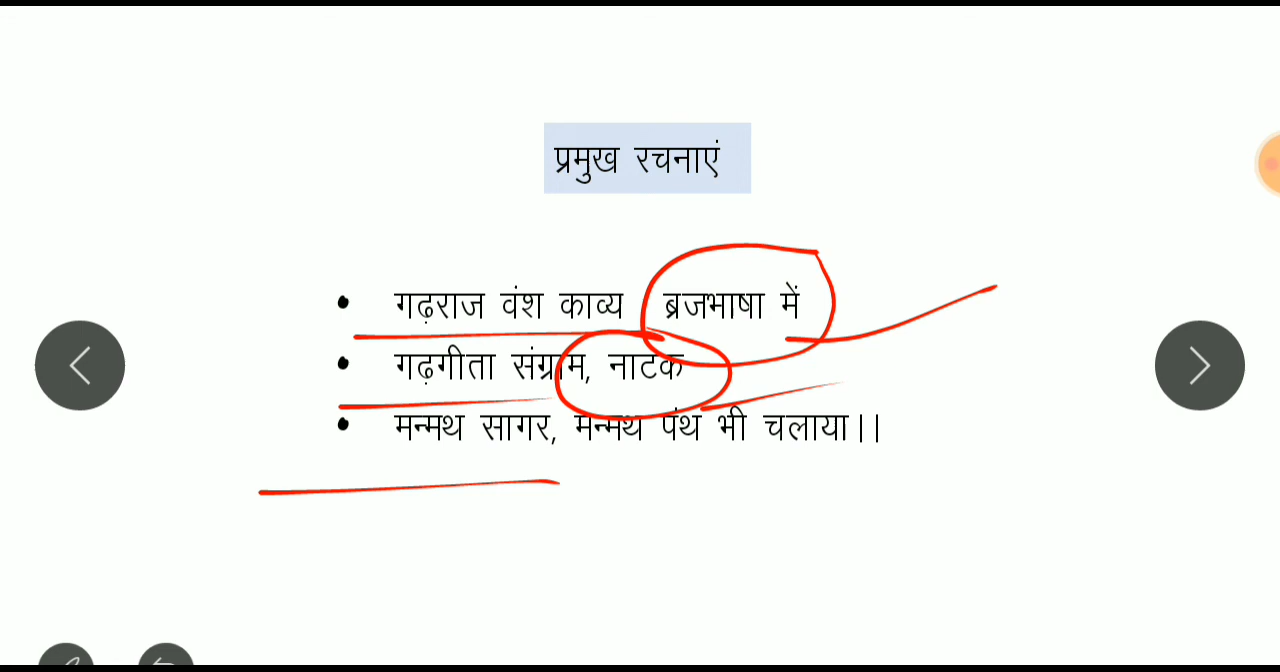 प्रमुख रचनाएं
• गढ़राज वंश काव्य ब्रजभाषा में
• गढ़गीता संग्राम, नाटक
• मन्मथ सागर, मन्मथ पंथ भी चलाया।।